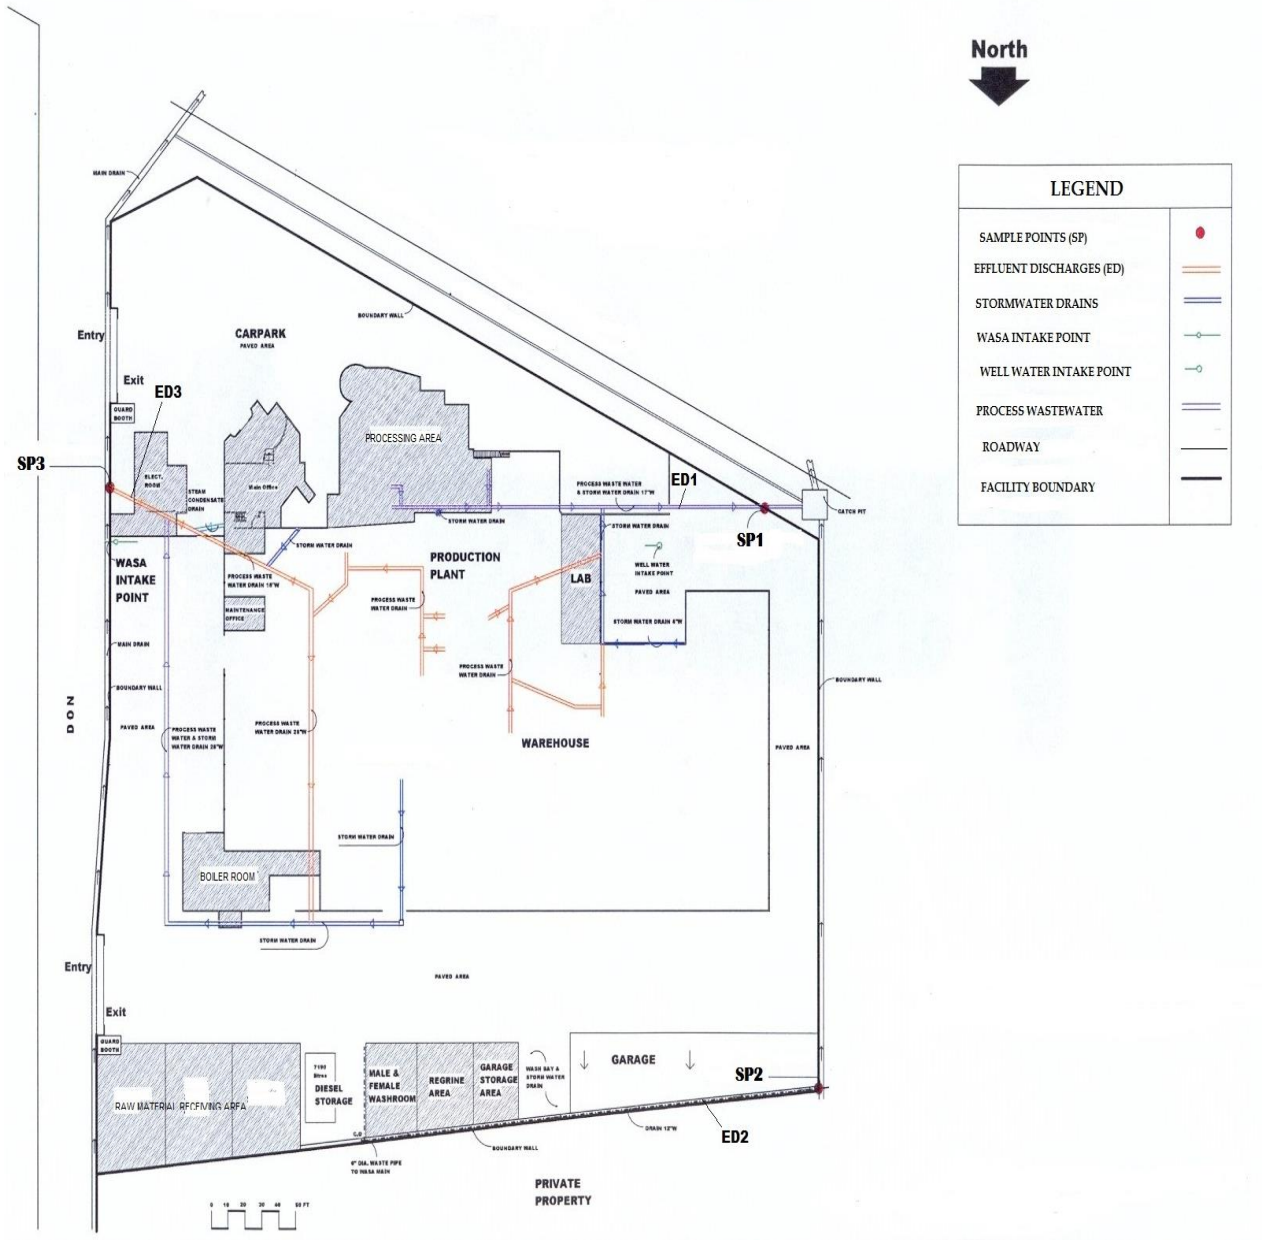 North
LEGEND
SAMPLE POINTS (SP)
EFFLUENT DISCHARGES (ED)
STORMWATER DRAINS
WASA INTAKE POINT
WELL WATER INTAKE POINT
PROCESS WASTEWATER
ROADWAY
FACILITY BOUNDARY
MAIN DRAIN
BOUNDARY WALL
Entry
CARPARK
PAVED AREA
Exit
ED3
GUARD
BOOTH
PROCESSING AREA
SP3
ELECT.
ROOM
STEAM
CONDENSATE
DRAIN
Main Office
PROCESS WASTE WATER
& STORM WATER DRAIN 12"W
ED1
SP1
CATCH PIT
STORM WATER DRAIN
STORM WATER DRAIN
STORM WATER DRAIN
WASA
INTAKE
POINT
PROCESS WASTE
WATER DRAIN 18"W
PRODUCTION
PLANT
LAB
WELL WATER
INTAKE POINT
PAVED AREA
PROCESS WASTE
WATER DRAIN
MAINTENANCE
OFFICE
STORM WATER DRAIN 6"W
MAIN DRAIN
PROCESS WASTE
WATER DRAIN
BOUNDARY WALL
BOUNDARY WALL
DON
PAVED AREA
PROCESS WASTE
WATER & STORM
WATER DRAIN 26"W
PROCESS WASTE
WATER DRAIN 20"W
WAREHOUSE
PAVED AREA
STORM WATER DRAIN
BOILER ROOM
STORM WATER DRAIN
Entry
PAVED AREA
Exit
GUARD
BOOTH
RAW MATERIAL RECEIVING AREA
DIESEL
STORAGE
MALE &
FEMALE
WASHROOM
REGRINE
AREA
GARAGE
STORAGE
AREA
WASH BAY &
STORM WATER
DRAIN
GARAGE
SP2
ED2
DRAIN 12"W
BOUNDARY WALL
6" DIA. WASTE PIPE
TO WASA MAIN
PRIVATE
PROPERTY
0 10 20 30 40 50 FT